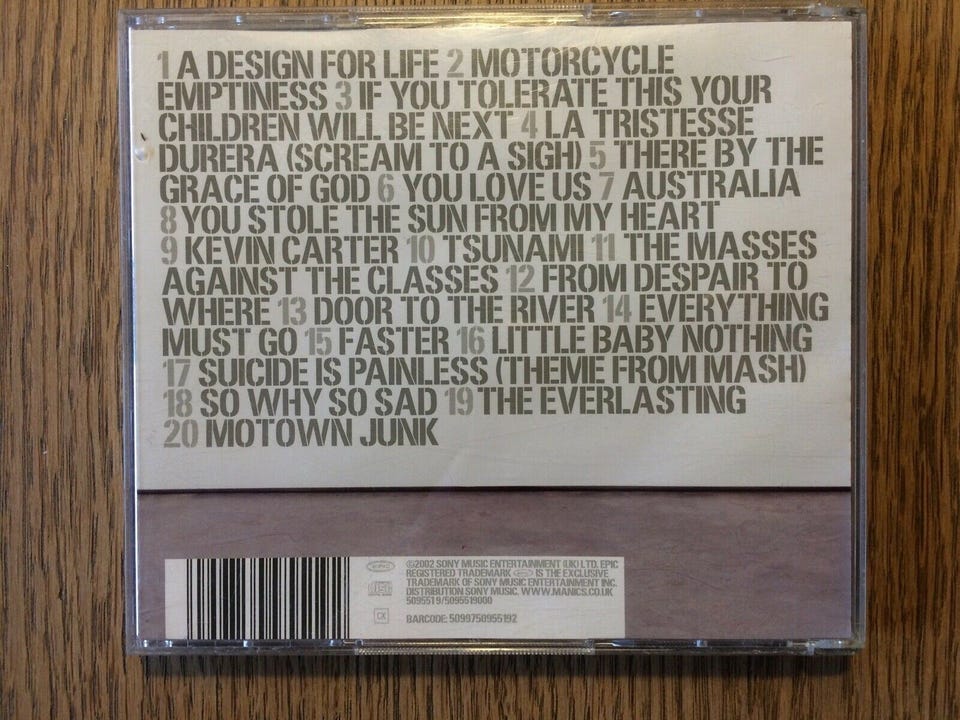 1 A DESIGN FOR LIFE 2 MOTORCYCLE
EMPTINESS 3 IF YOU TOLERATE THIS YOUR
CHILDREN WILL BE NEXT 4 LA TRISTESSE
DURERA (SCREAM TO A SIGH) 5 THERE BY THE
GRACE OF GOD 6 YOU LOVE US 7 AUSTRALIA
8 YOU STOLE THE SUN FROM MY HEART
9 KEVIN CARTER 10 TSUNAMI 11 THE MASSES
AGAINST THE CLASSES 12 FROM DESPAIR TO
WHERE 13 DOOR TO THE RIVER 14 EVERYTHING
MUST GO 15 FASTER 16 LITTLE BABY NOTHING
17 SUICIDE IS PAINLESS (THEME FROM MASH)
18 SO WHY SO SAD 19 THE EVERLASTING
20 MOTOWN JUNK
©2002 SONY MUSIC ENTERTAINMENT (UK) LTD. EPIC
REGISTERED TRADEMARK IS THE EXCLUSIVE
TRADEMARK OF SONY MUSIC ENTERTAINMENT INC.
DISTRIBUTION SONY MUSIC. WWW.MANICS.CO.UK
509551 9/5095519000
CX
BARCODE: 5099750955192